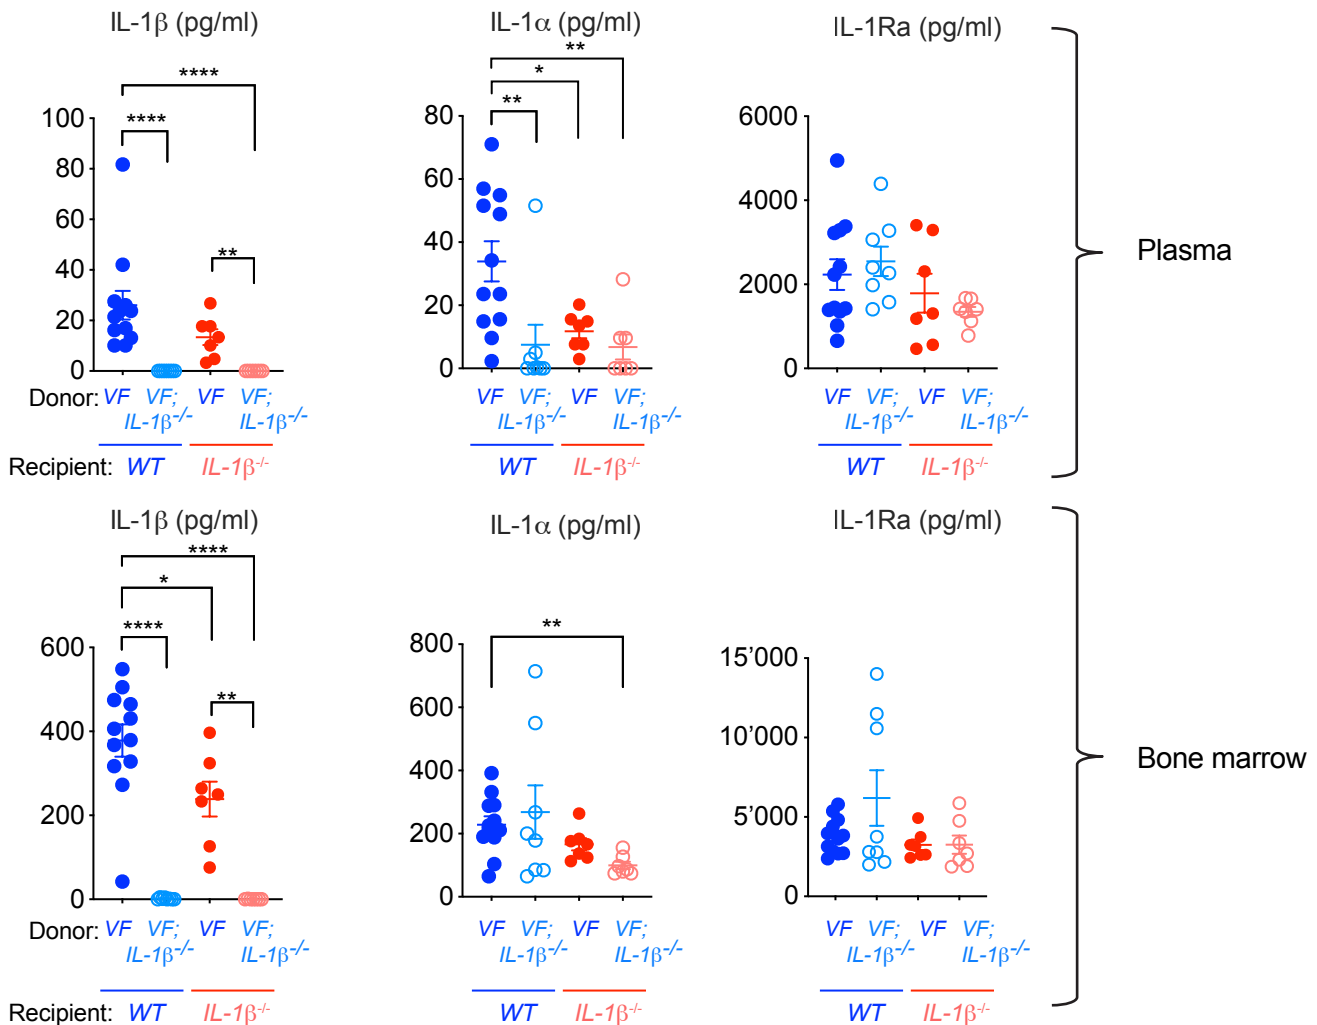 IL-1β (pg/ml) IL-1α (pg/ml) IL-1Ra (pg/ml)
**
**** *
**** **
100 80 6000
80
60
60 4000
40
40 **
2000
20 20
0 0 0
Plasma
Donor: VF VF; VF VF; VF VF; VF VF; VF VF; VF VF;
IL-1β-/- IL-1β-/- IL-1β-/- IL-1β-/- IL-1β-/- IL-1β-/-
Recipient: WT IL-1β-/- WT IL-1β-/- WT IL-1β-/-
IL-1β (pg/ml) IL-1α (pg/ml) IL-1Ra (pg/ml)
****
*
**** **
600 800 15'000
600
400 10'000
400
** 
200 5'000
200
0 0 0
Bone marrow
Donor: VF VF; VF VF; VF VF; VF VF; VF VF; VF VF;
IL-1β-/- IL-1β-/- IL-1β-/- IL-1β-/- IL-1β-/- IL-1β-/-
Recipient: WT IL-1β-/- WT IL-1β-/- WT IL-1β-/-